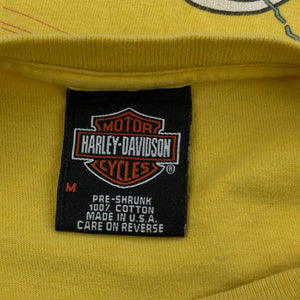 MOTOR
HARLEY-DAVIDSON
CYCLES
®
M
PRE-SHRUNK
100% COTTON
MADE IN U.S.A.
CARE ON REVERSE